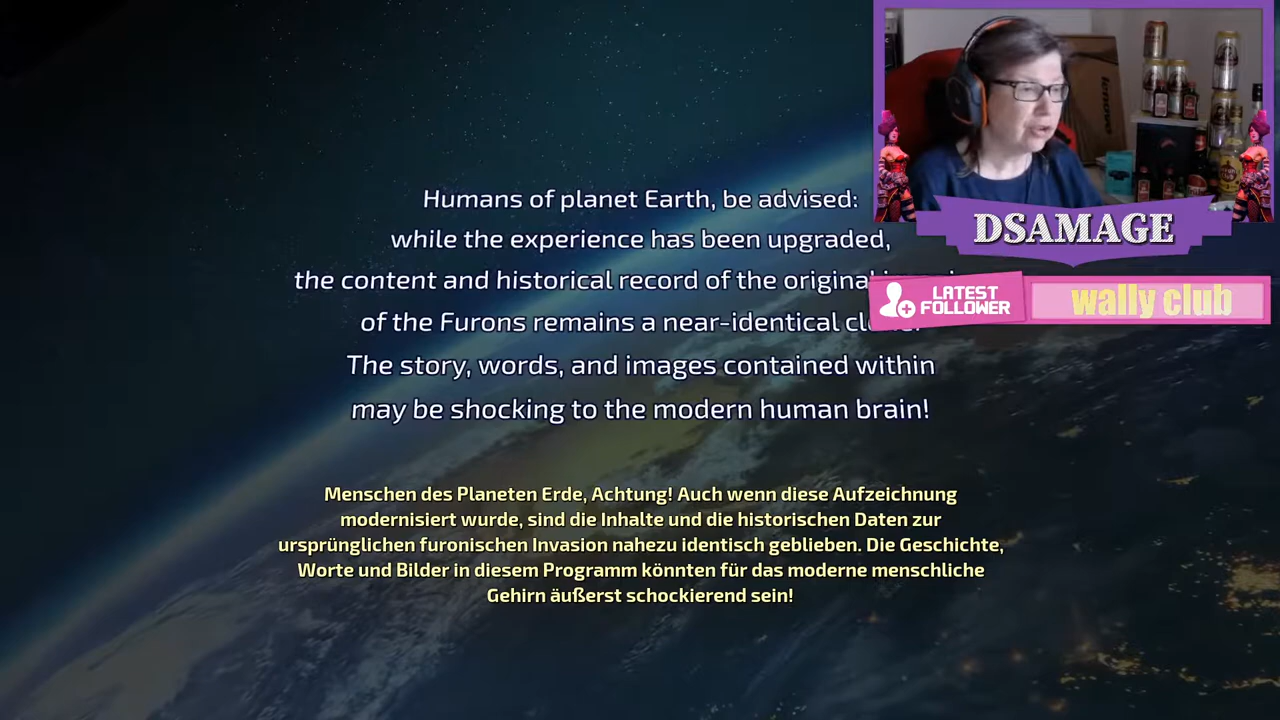 Humans of planet Earth, be advised:
while the experience has been upgraded,
the content and historical record of the original
of the Furons remains a near-identical
The story, words, and images contained within
may be shocking to the modern human brain!
Menschen des Planeten Erde, Achtung! Auch wenn diese Aufzeichnung
modernisiert wurde, sind die Inhalte und die historischen Daten zur
ursprünglichen furonischen Invasion nahezu identisch geblieben. Die Geschichte,
Worte und Bilder in diesem Programm könnten für das moderne menschliche
Gehirn äußerst schockierend sein!
lenovo
DSAMAGE
LATEST
FOLLOWER
wally club